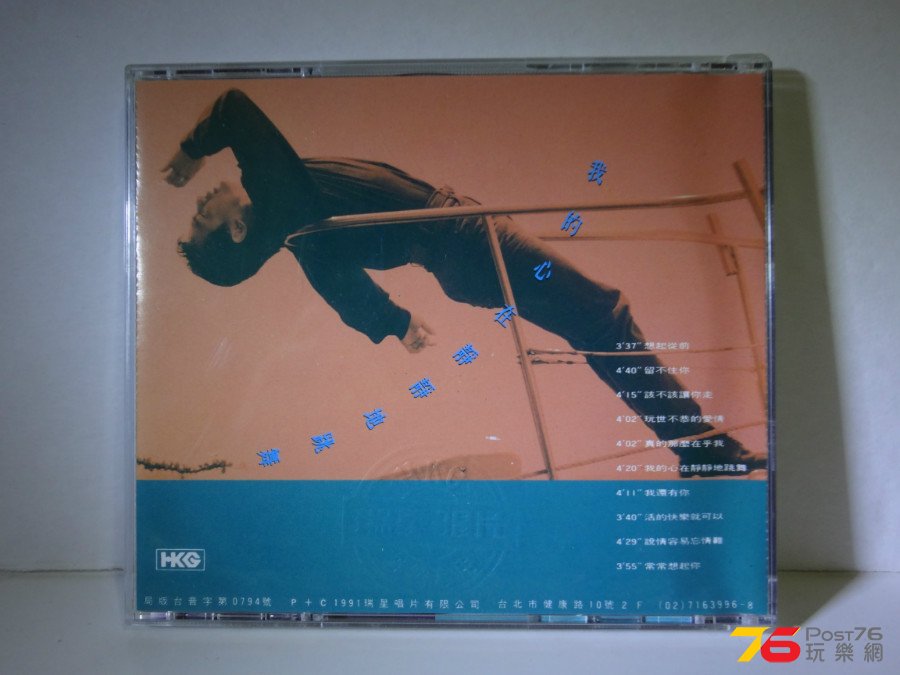 我的心在靜靜地跳舞
3'37" 想起從前
4'40" 留不住你
4'15" 該不該讓你走
4'02" 玩世不恭的愛情
4'02" 真的那麼在乎我
4'20" 我的心在靜靜地跳舞
4'11" 我還有你
3'40" 活的快樂就可以
4'29" 說情容易忘情難
3'55" 常常想起你
HKG
局版台音字第0794號 P + C 1991瑞星唱片有限公司 台北市健康路10號2F (02)7163996-8
76 Post76
玩樂網